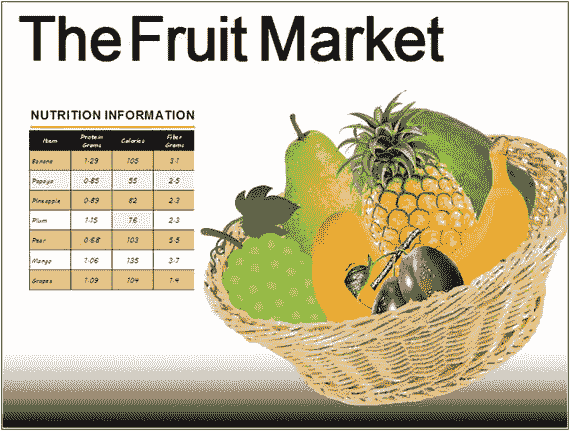 The Fruit Market
NUTRITION INFORMATION
Item Protein Grams Calories Fiber Grams
Banana 1·29 105 3·1
Papaya 0·85 55 2·5
Pineapple 0·89 82 2·3
Plum 1·15 76 2·3
Pear 0·68 103 5·5
Mango 1·06 135 3·7
Grapes 1·09 104 1·4